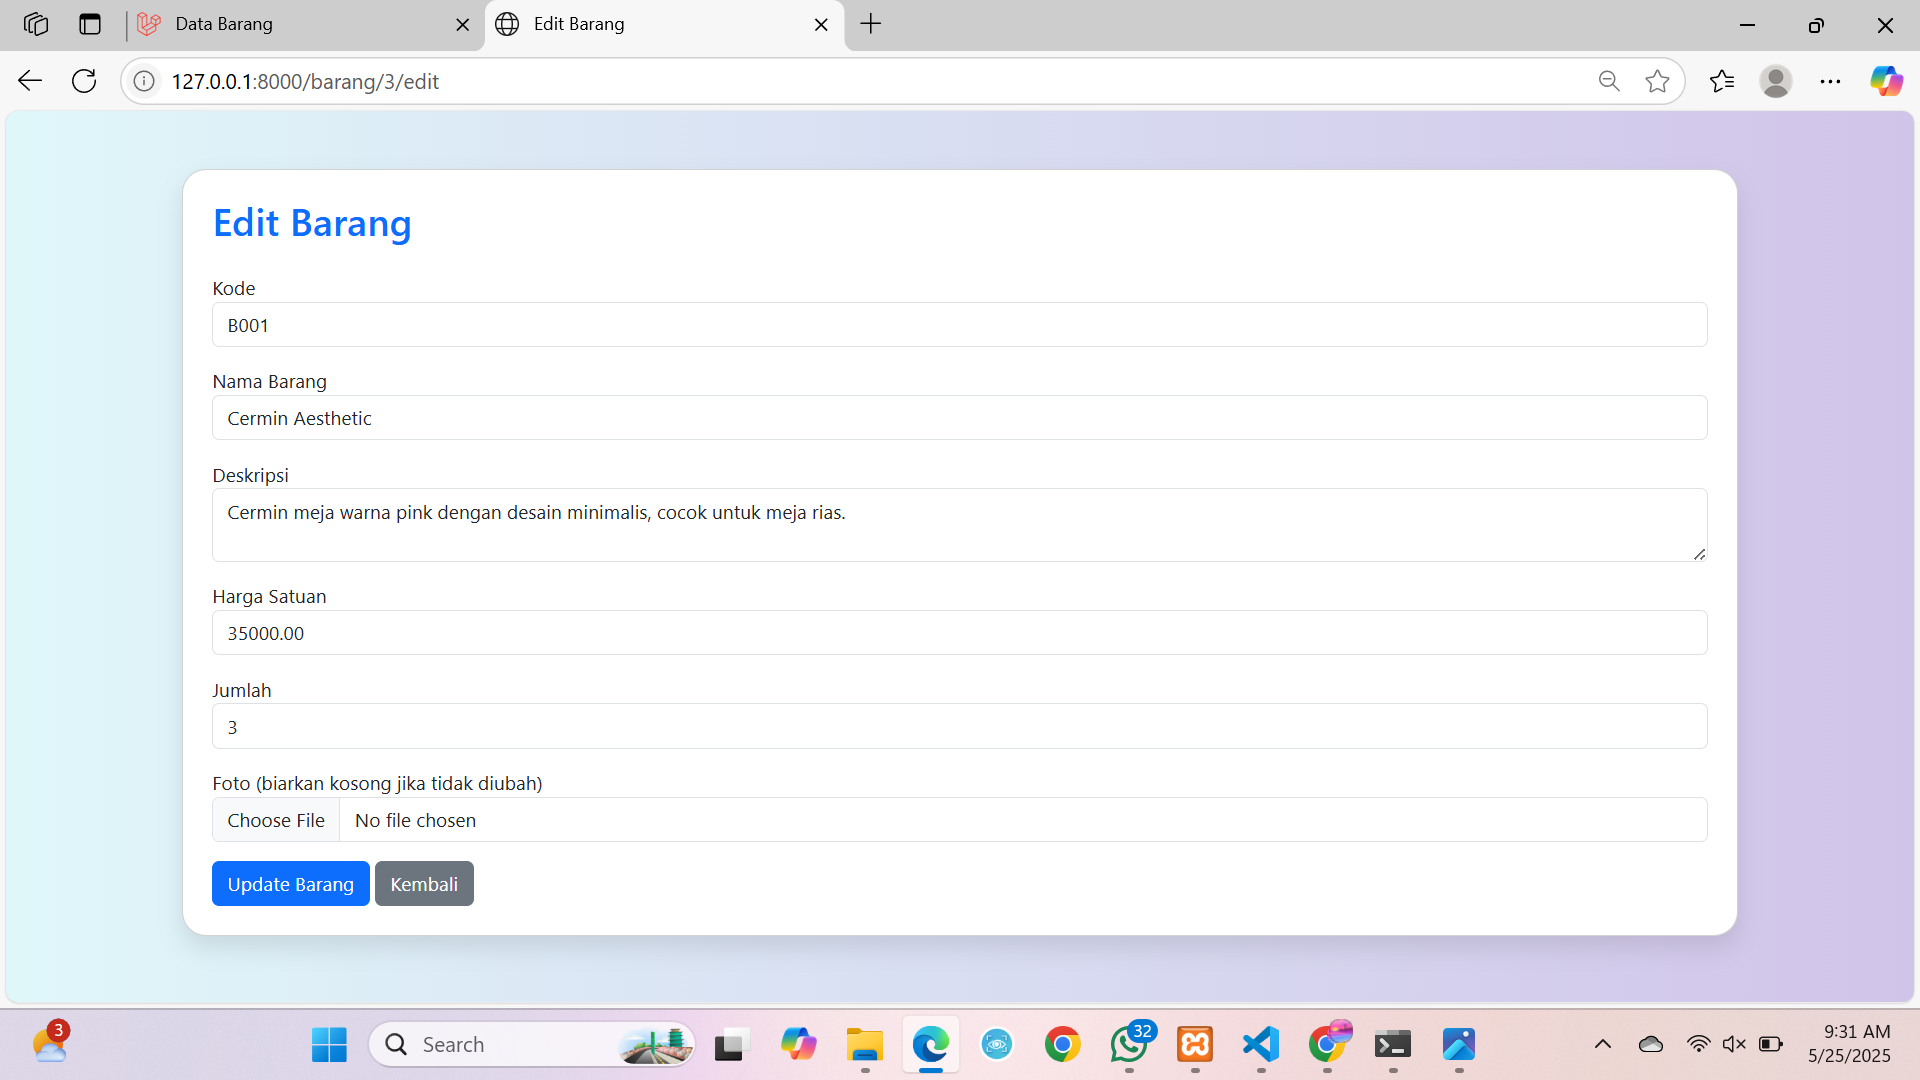 Data Barang
Edit Barang
127.0.0.1:8000/barang/3/edit
Edit Barang
Kode
B001
Nama Barang
Cermin Aesthetic
Deskripsi
Cermin meja warna pink dengan desain minimalis, cocok untuk meja rias.
Harga Satuan
35000.00
Jumlah
3
Foto (biarkan kosong jika tidak diubah)
Choose File No file chosen
Update Barang Kembali
3
Search
32
9:31 AM
5/25/2025